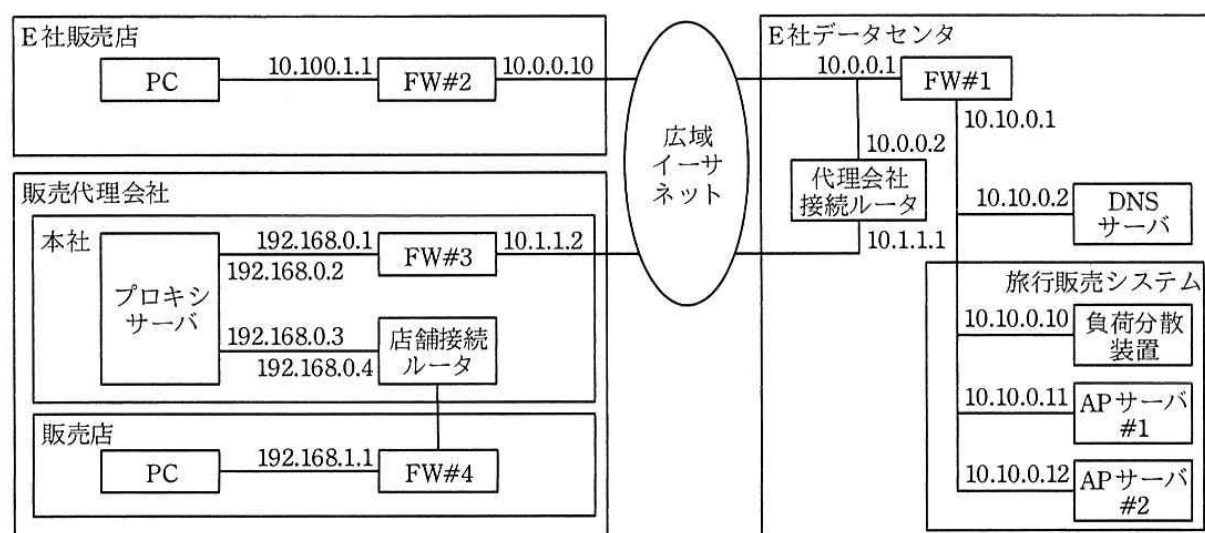 E社販売店
PC
10.100.1.1
FW#2
10.0.0.10
販売代理会社
本社
プロキシ
サーバ
192.168.0.1
192.168.0.2
FW#3
10.1.1.2
192.168.0.3
192.168.0.4
店舗接続
ルータ
販売店
PC
192.168.1.1
FW#4
広域
イーサ
ネット
E社データセンタ
10.0.0.1
FW#1
10.10.0.1
10.0.0.2
代理会社
接続ルータ
10.1.1.1
10.10.0.2
DNS
サーバ
旅行販売システム
10.10.0.10
負荷分散
装置
10.10.0.11
APサーバ
#1
10.10.0.12
APサーバ
#2